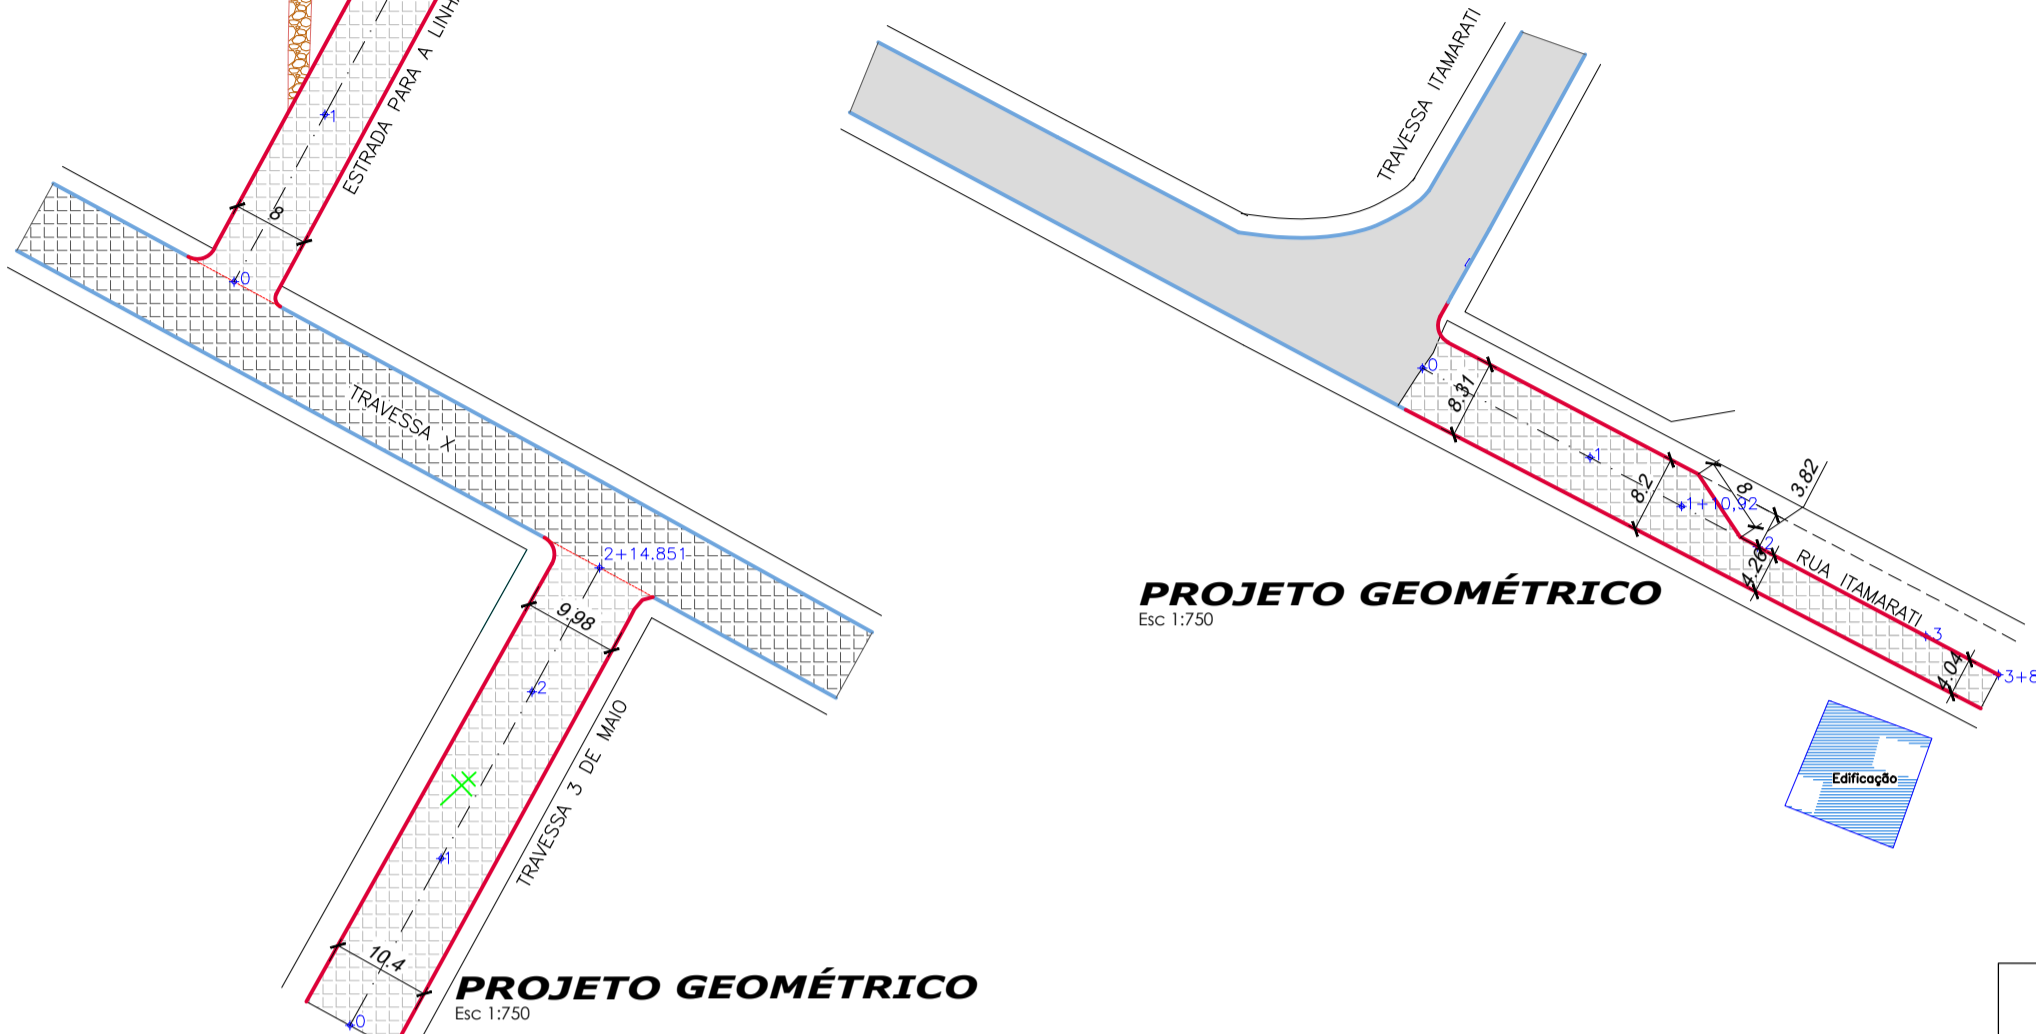 ESTRADA PARA A LINHA
1
8
0
TRAVESSA X
2+14.851
9.98
2
TRAVESSA 3 DE MAIO
1
10.4
0
PROJETO GEOMÉTRICO
Esc 1:750
TRAVESSA ITAMARATI
0
8.31
1
8.2
1+10,92
8
3.82
2
4.26
RUA ITAMARATI
3
4.04
3+8
PROJETO GEOMÉTRICO
Esc 1:750
Edificação